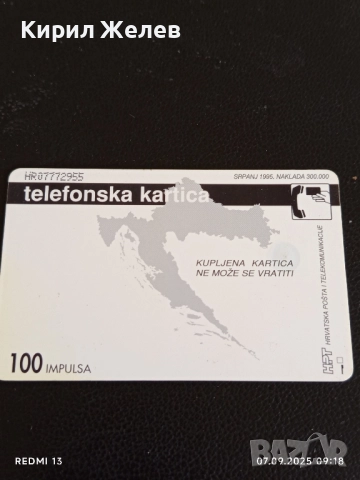 Кирил Желев
HR07772955
SRPANJ 1995, NAKLADA 300.000
telefonska kartica
KUPLJENA KARTICA
NE MOŽE SE VRATITI
HPT HRVATSKA POŠTA I TELEKOMUNIKACIJE
100 IMPULSA
БАЗАР
REDMI 13
07.09.2025 09:18